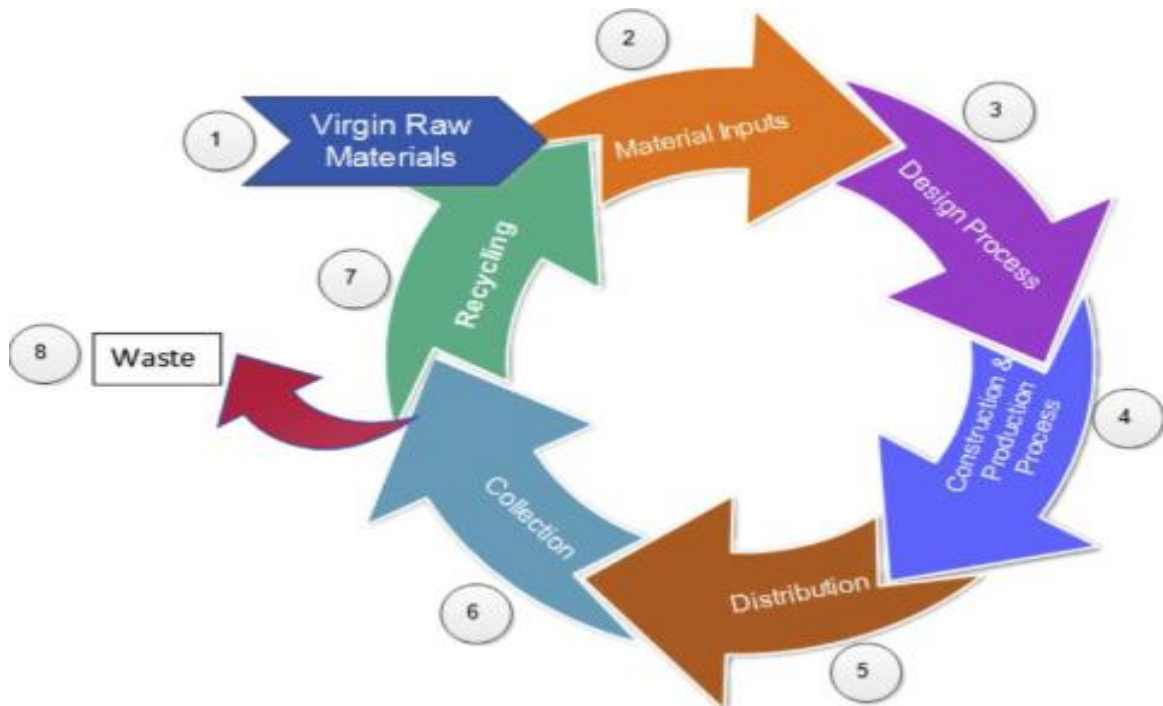 1
Virgin Raw
Materials
2
Material Inputs
3
Design Process
4
Construction &
Production
Process
5
Distribution
6
Collection
7
Recycling
8
Waste